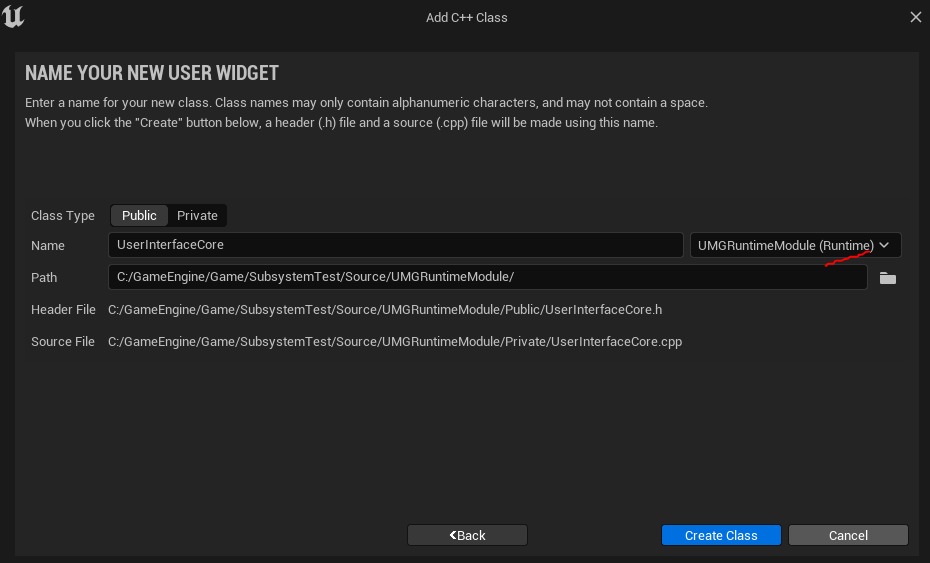 Add C++ Class
NAME YOUR NEW USER WIDGET
Enter a name for your new class. Class names may only contain alphanumeric characters, and may not contain a space.
When you click the "Create" button below, a header (.h) file and a source (.cpp) file will be made using this name.
Class Type Public Private
Name UserInterfaceCore UMGRuntimeModule (Runtime)
Path C:/GameEngine/Game/SubsystemTest/Source/UMGRuntimeModule/
Header File C:/GameEngine/Game/SubsystemTest/Source/UMGRuntimeModule/Public/UserInterfaceCore.h
Source File C:/GameEngine/Game/SubsystemTest/Source/UMGRuntimeModule/Private/UserInterfaceCore.cpp
Back Create Class Cancel